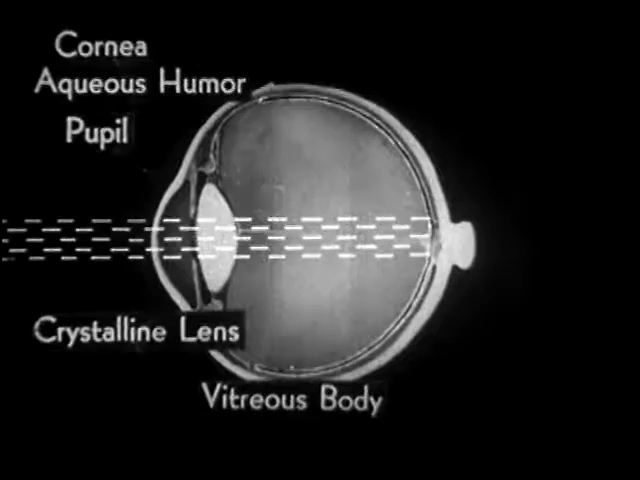 Cornea
Aqueous Humor
Pupil
Crystalline Lens
Vitreous Body